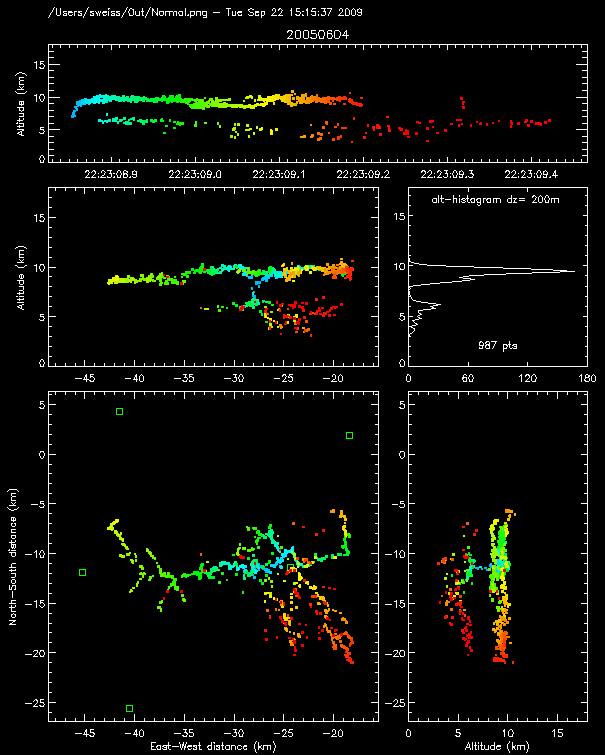 /Users/sweiss/Out/Normal.png — Tue Sep 22 15:15:37 2009
20050604
Altitude (km)
15
10
5
0
22:23:08.9 22:23:09.0 22:23:09.1 22:23:09.2 22:23:09.3 22:23:09.4
Altitude (km)
15
10
5
0
−45 −40 −35 −30 −25 −20
alt-histagram dz= 200m
15
10
5
0
987 pts
0 60 120 180
North-South distance (km)
5
0
−5
−10
−15
−20
−25
−45 −40 −35 −30 −25 −20
East-West distance (km)
5
0
−5
−10
−15
−20
−25
0 5 10 15
Altitude (km)